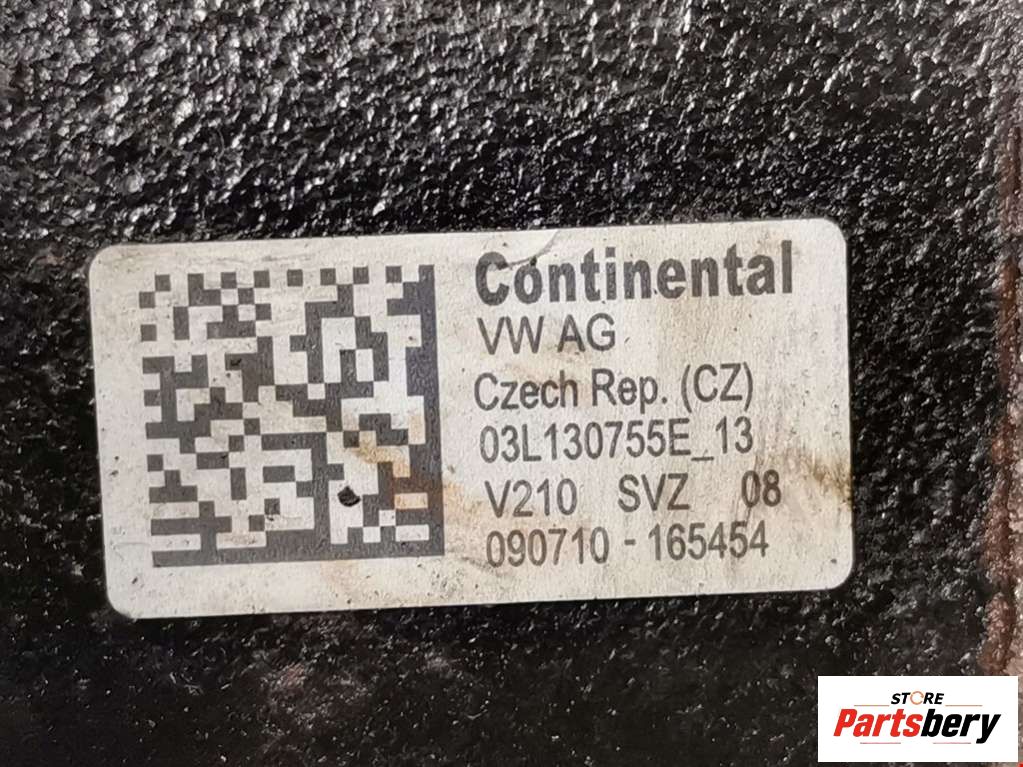 Continental
VW AG
Czech Rep. (CZ)
03L130755E_13
V210 SVZ 08
090710 - 165454
STORE
Partsbery